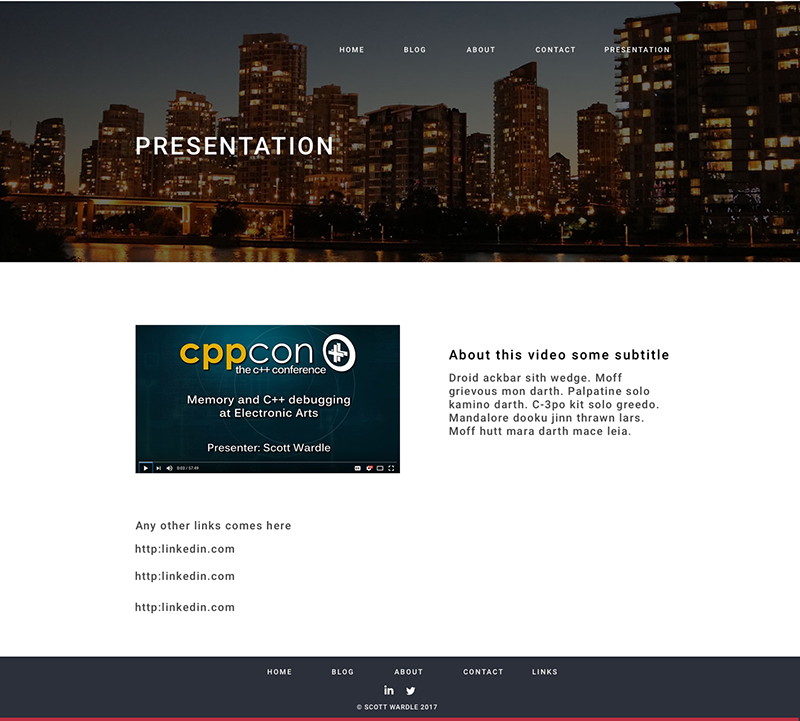 HOME BLOG ABOUT CONTACT PRESENTATION
PRESENTATION
cppcon
the c++ conference
Memory and C++ debugging
at Electronic Arts
Presenter: Scott Wardle
0:03 / 57:49
About this video some subtitle
Droid ackbar sith wedge. Moff
grievous mon darth. Palpatine solo
kamino darth. C-3po kit solo greedo.
Mandalore dooku jinn thrawn lars.
Moff hutt mara darth mace leia.
Any other links comes here
http:linkedin.com
http:linkedin.com
http:linkedin.com
HOME BLOG ABOUT CONTACT LINKS
in
© SCOTT WARDLE 2017